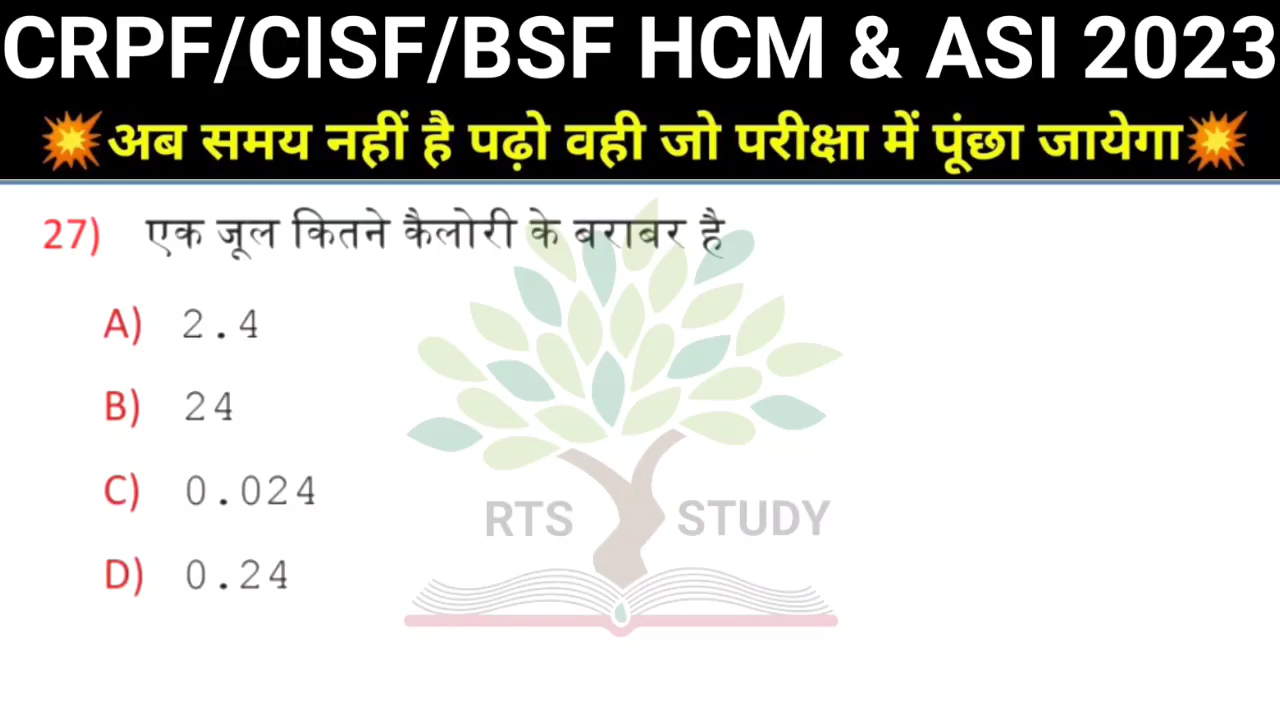 CRPF/CISF/BSF HCM & ASI 2023
💥अब समय नहीं है पढ़ो वही जो परीक्षा में पूंछा जायेगा💥
27) एक जूल कितने कैलोरी के बराबर है
A) 2.4
B) 24
C) 0.024
RTS STUDY
D) 0.24